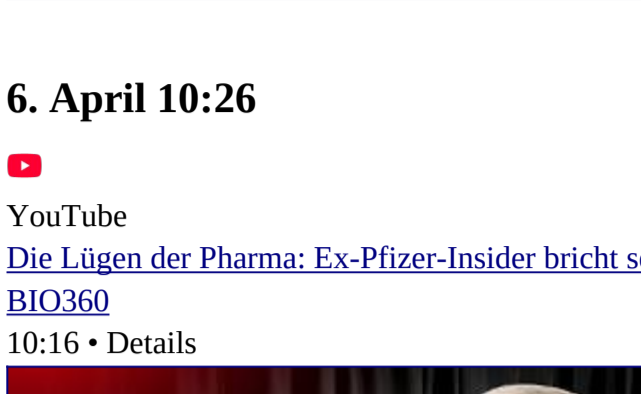 6. April 10:26
YouTube
Die Lügen der Pharma: Ex-Pfizer-Insider bricht
BIO360
10:16 • Details